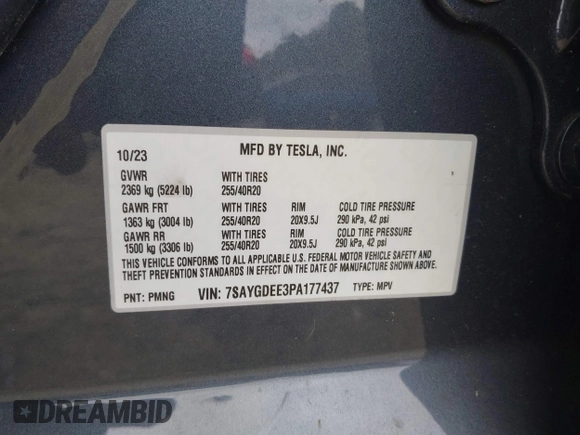 10/23 MFD BY TESLA, INC.
GVWR WITH TIRES
2369 kg (5224 lb) 255/40R20
GAWR FRT WITH TIRES RIM COLD TIRE PRESSURE
1363 kg (3004 lb) 255/40R20 20X9.5J 290 kPa, 42 psi
GAWR RR WITH TIRES RIM COLD TIRE PRESSURE
1500 kg (3306 lb) 255/40R20 20X9.5J 290 kPa, 42 psi
THIS VEHICLE CONFORMS TO ALL APPLICABLE U.S. FEDERAL MOTOR VEHICLE SAFETY AND
THEFT PREVENTION STANDARDS IN EFFECT ON THE DATE OF MANUFACTURE SHOWN ABOVE.
PNT: PMNG VIN: 7SAYGDEE3PA177437 TYPE: MPV
DREAMBID